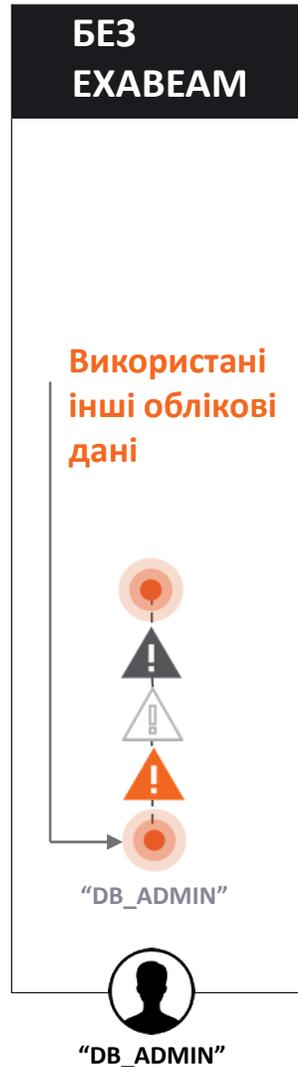 БЕЗ
EXABEAM
Використані
інші облікові
дані
“DB_ADMIN”
“DB_ADMIN”